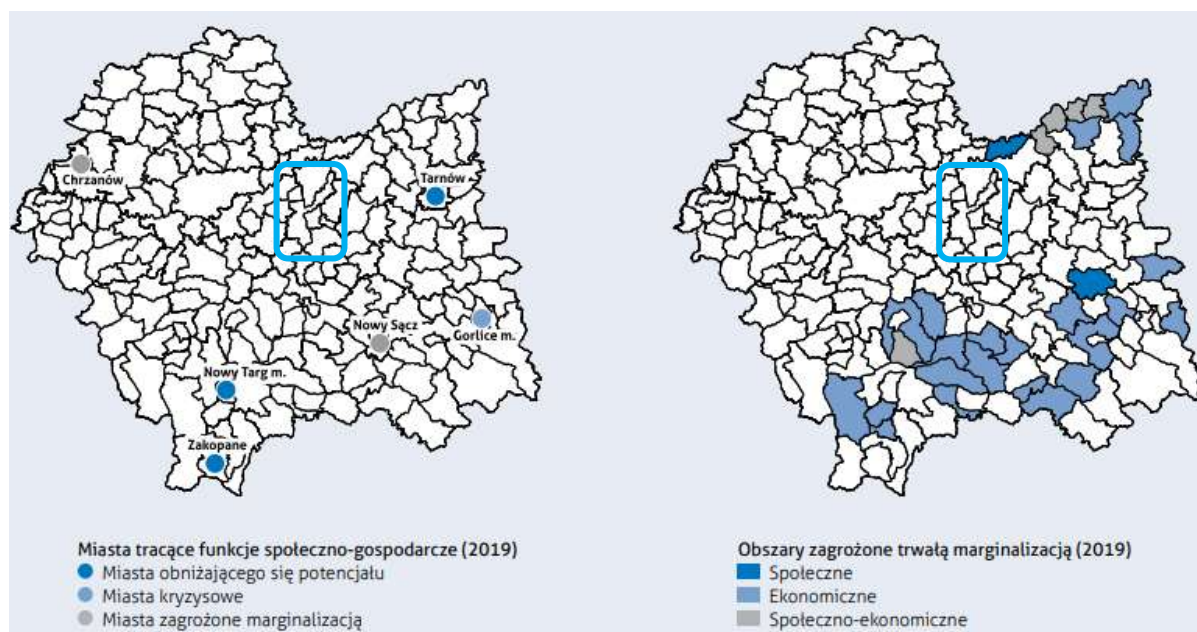 Chrzanów
Tarnów
Nowy Sącz
Gorlice m.
Nowy Targ m.
Zakopane
Miasta tracące funkcje społeczno-gospodarcze (2019)
Miasta obniżającego się potencjału
Miasta kryzysowe
Miasta zagrożone marginalizacją
Obszary zagrożone trwałą marginalizacją (2019)
Społeczne
Ekonomiczne
Społeczno-ekonomiczne